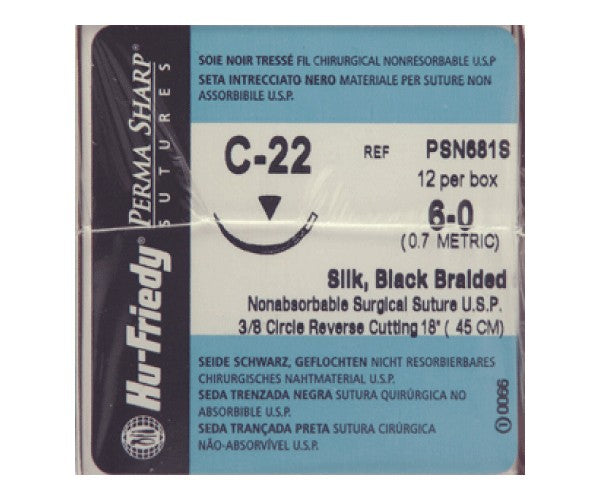 SOIE NOIR TRESSÉ FIL CHIRURGICAL NONRESORBABLE U.S.P
SETA INTRECCIATO NERO MATERIALE PER SUTURE NON
ASSORBIBILE U.S.P.
Hu-Friedy®
PERMA SHARP®
SUTURES
C-22
REF PSN681S
12 per box
6-0
(0.7 METRIC)
Silk, Black Braided
Nonabsorbable Surgical Suture U.S.P.
3/8 Circle Reverse Cutting 18" ( 45 CM)
SEIDE SCHWARZ, GEFLOCHTEN NICHT RESORBIERBARES
CHIRURGISCHES NAHTMATERIAL U.S.P.
SEDA TRENZADA NEGRA SUTURA QUIRÚRGICA NO
ABSORBIBLE U.S.P.
SEDA TRANÇADA PRETA SUTURA CIRÚRGICA
NÃO-ABSORVÍVEL U.S.P.